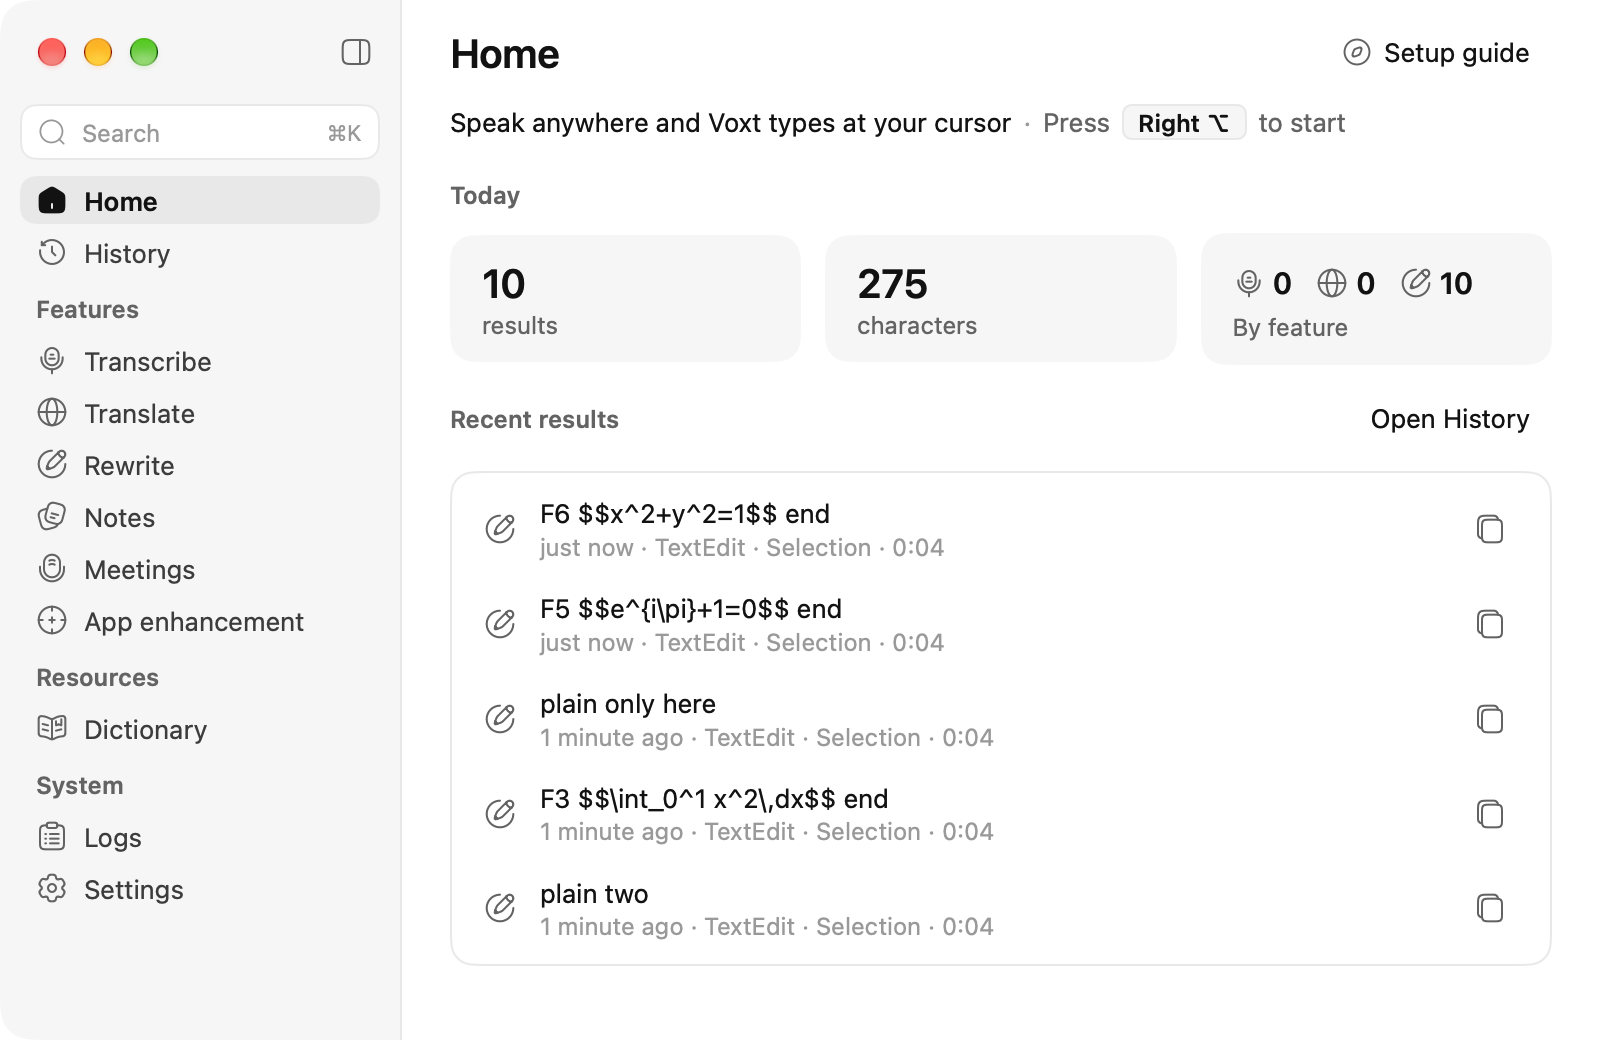 Home
Setup guide
Speak anywhere and Voxt types at your cursor · Press Right ⌥ to start
Search ⌘K
Home
History
Features
Transcribe
Translate
Rewrite
Notes
Meetings
App enhancement
Resources
Dictionary
System
Logs
Settings
Today
10
results
275
characters
0 0 10
By feature
Recent results
Open History
F6 $$x^2+y^2=1$$ end
just now · TextEdit · Selection · 0:04
F5 $$e^{i\pi}+1=0$$ end
just now · TextEdit · Selection · 0:04
plain only here
1 minute ago · TextEdit · Selection · 0:04
F3 $$\int_0^1 x^2\,dx$$ end
1 minute ago · TextEdit · Selection · 0:04
plain two
1 minute ago · TextEdit · Selection · 0:04